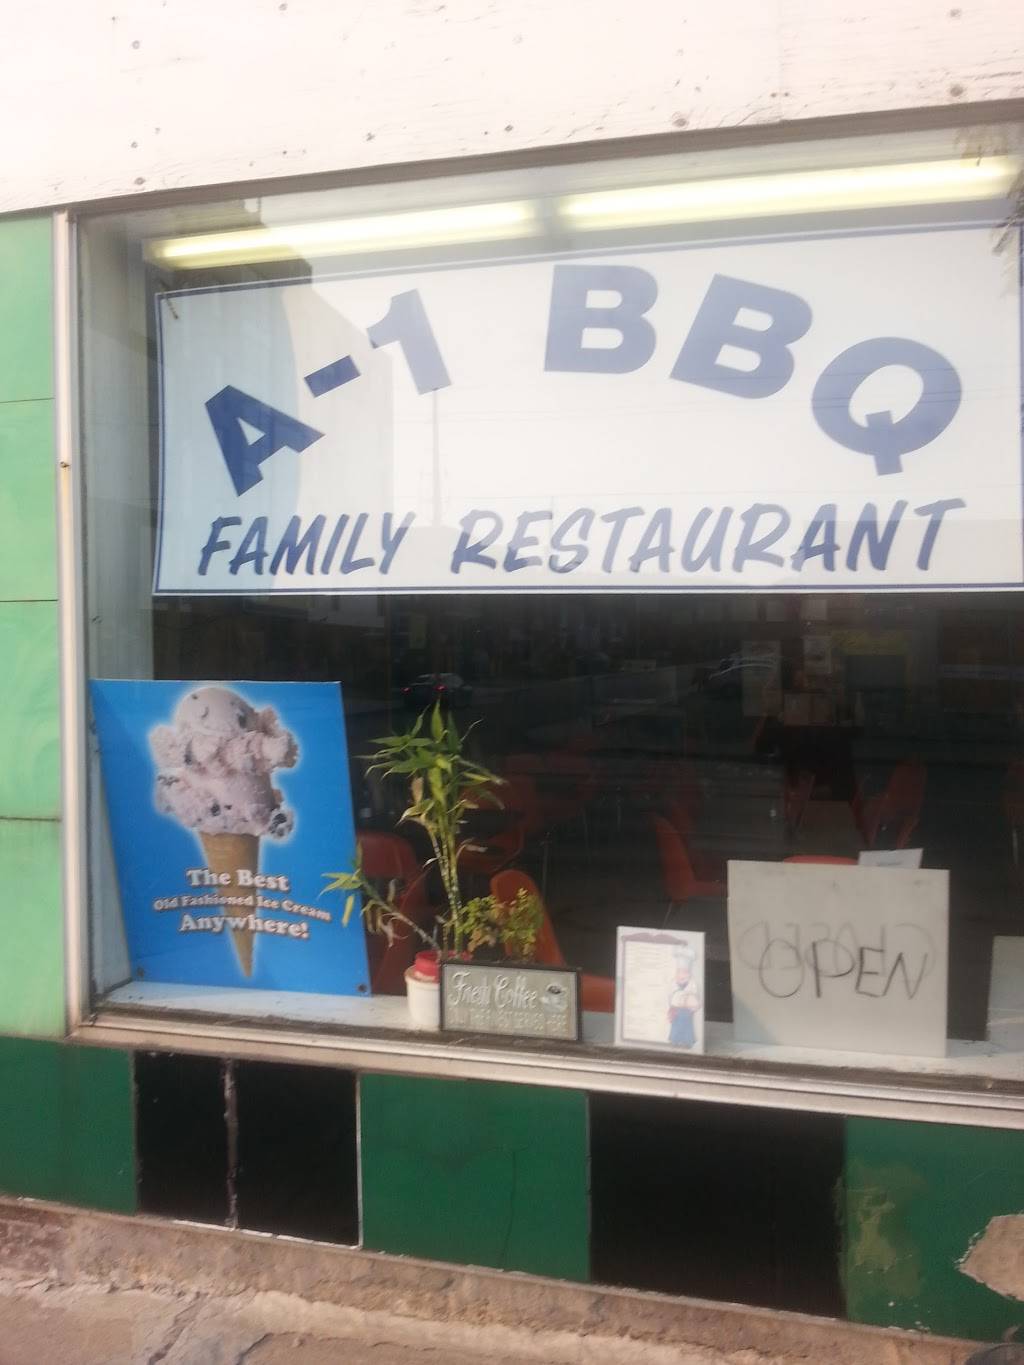 A-1 BBQ
FAMILY RESTAURANT
The Best
Old Fashioned Ice Cream
Anywhere!
Fresh Coffee
OPEN